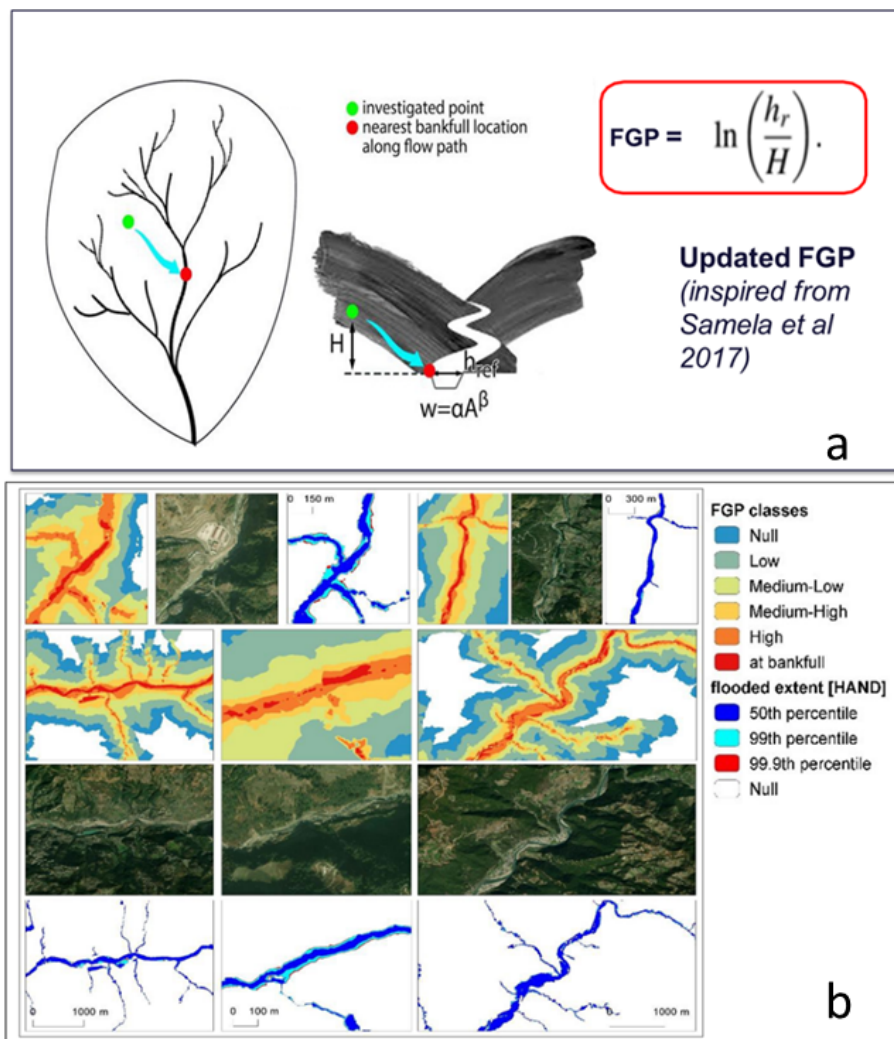 investigated point
nearest bankfull location
along flow path
FGP = ln(h_r/H).
Updated FGP
(inspired from
Samela et al
2017)
H
h_ref
w=αA^β
a
0 150 m
0 300 m
FGP classes
Null
Low
Medium-Low
Medium-High
High
at bankfull
flooded extent [HAND]
50th percentile
99th percentile
99.9th percentile
Null
0 1000 m
0 100 m
0 1000 m
b